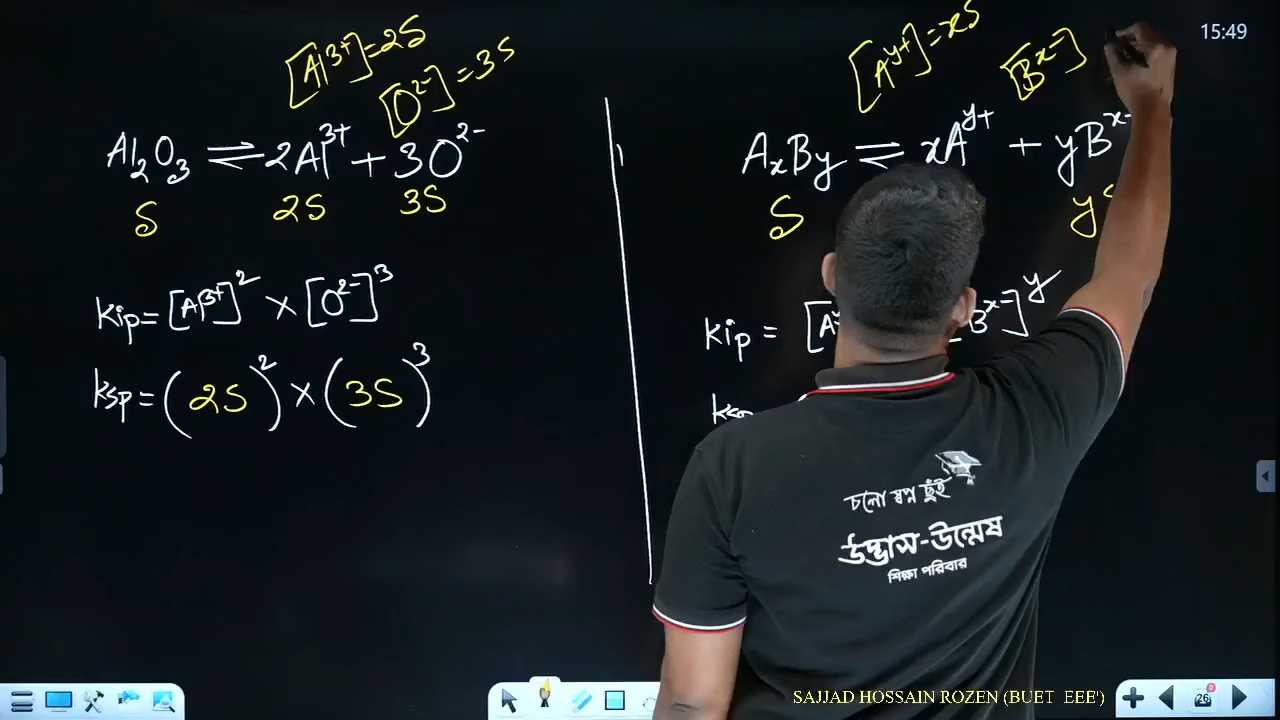 [Al³⁺]=2S
[O²⁻]=3S
Al₂O₃ ⇌ 2Al³⁺ + 3O²⁻
S 2S 3S
Kip = [Al³⁺]² × [O²⁻]³
Ksp = (2S)² × (3S)³
15:49
[Aʸ⁺]=xS
[Bˣ⁻]
AxBy ⇌ xAʸ⁺ + yBˣ⁻
S y
Kip = [A Bˣ⁻]ʸ
চলো স্বপ্ন ছুঁই
উদ্ভাস-উন্মেষ
শিক্ষা পরিবার
SAJJAD HOSSAIN ROZEN (BUET EEE')
26